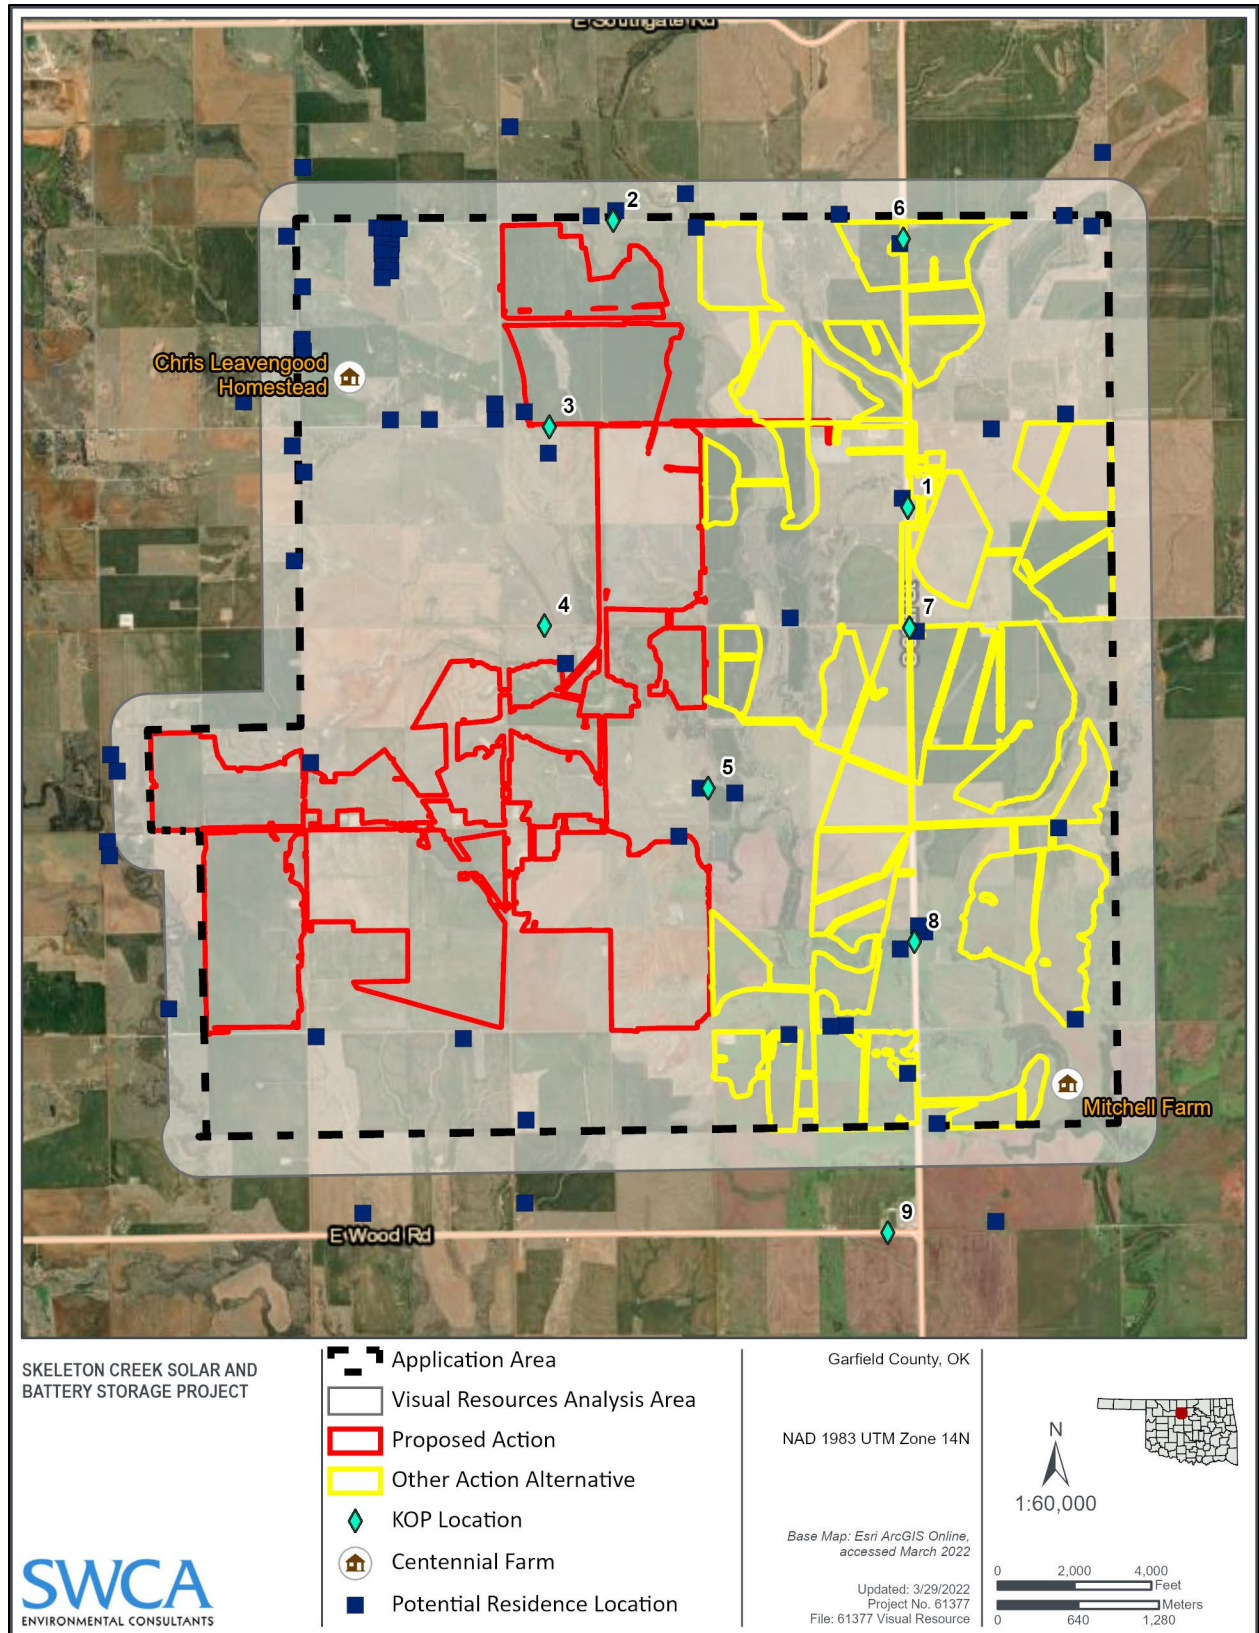 E Southgate Rd
2
6
Chris Leavengood
Homestead
3
1
4
7
5
8
Mitchell Farm
9
E Wood Rd
SKELETON CREEK SOLAR AND
BATTERY STORAGE PROJECT
SWCA
ENVIRONMENTAL CONSULTANTS
Application Area
Visual Resources Analysis Area
Proposed Action
Other Action Alternative
KOP Location
Centennial Farm
Potential Residence Location
Garfield County, OK
NAD 1983 UTM Zone 14N
Base Map: Esri ArcGIS Online,
accessed March 2022
Updated: 3/29/2022
Project No. 61377
File: 61377 Visual Resource
N
1:60,000
0 2,000 4,000
Feet
Meters
0 640 1,280